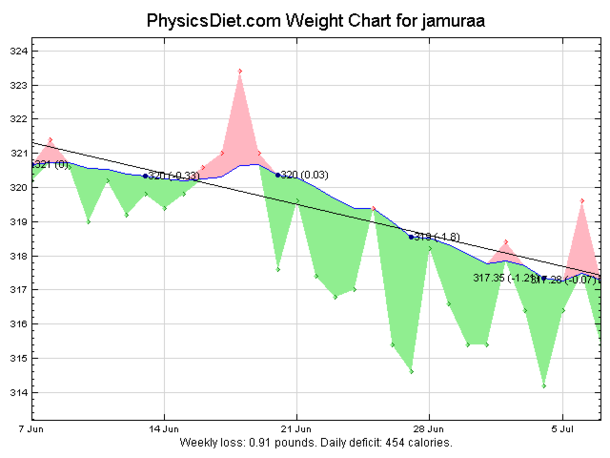 PhysicsDiet.com Weight Chart for jamuraa
324
323
322
321
320
319
318
317
316
315
314
321 (0)
320 (-0.33)
320 (0.03)
319 (-1.8)
317.35 (-1.21)
317.28 (-0.07)
7 Jun
14 Jun
21 Jun
28 Jun
5 Jul
Weekly loss: 0.91 pounds. Daily deficit: 454 calories.